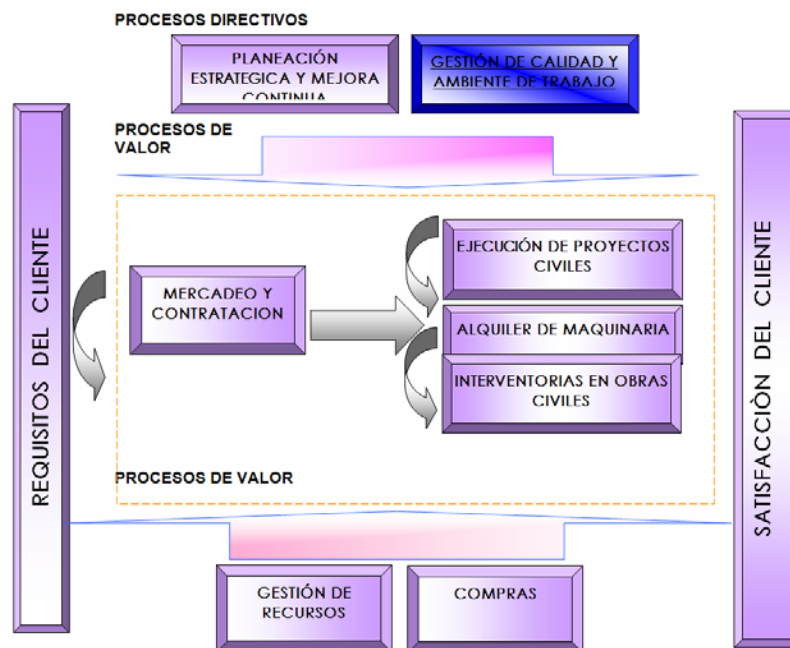 PROCESOS DIRECTIVOS
PLANEACIÓN
ESTRATEGICA Y MEJORA
CONTINUA
GESTIÓN DE CALIDAD Y
AMBIENTE DE TRABAJO
PROCESOS DE
VALOR
REQUISITOS DEL CLIENTE
MERCADEO Y
CONTRATACION
EJECUCIÓN DE PROYECTOS
CIVILES
ALQUILER DE MAQUINARIA
INTERVENTORIAS EN OBRAS
CIVILES
SATISFACCIÒN DEL CLIENTE
PROCESOS DE VALOR
GESTIÓN DE
RECURSOS
COMPRAS